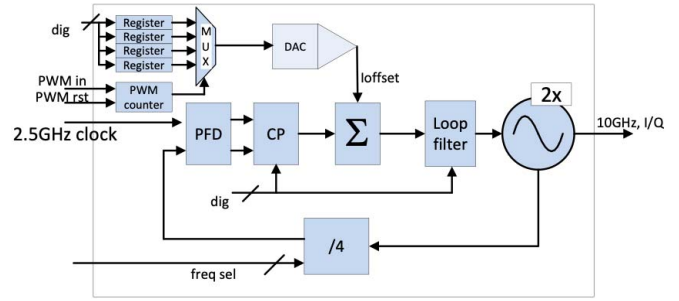 dig
Register
Register
Register
Register
M
U
X
DAC
Ioffset
PWM in
PWM rst
PWM
counter
2.5GHz clock
PFD
CP
Σ
Loop
filter
2x
10GHz, I/Q
dig
/4
freq sel